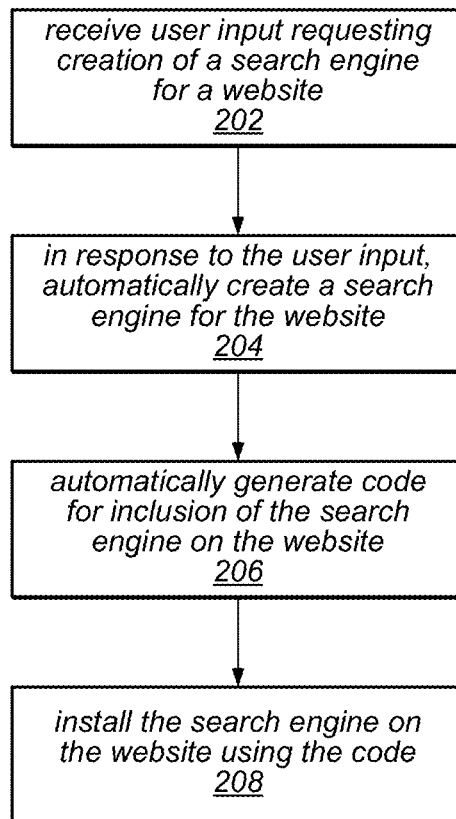 receive user input requesting
creation of a search engine
for a website
202
in response to the user input,
automatically create a search
engine for the website
204
automatically generate code
for inclusion of the search
engine on the website
206
install the search engine on
the website using the code
208